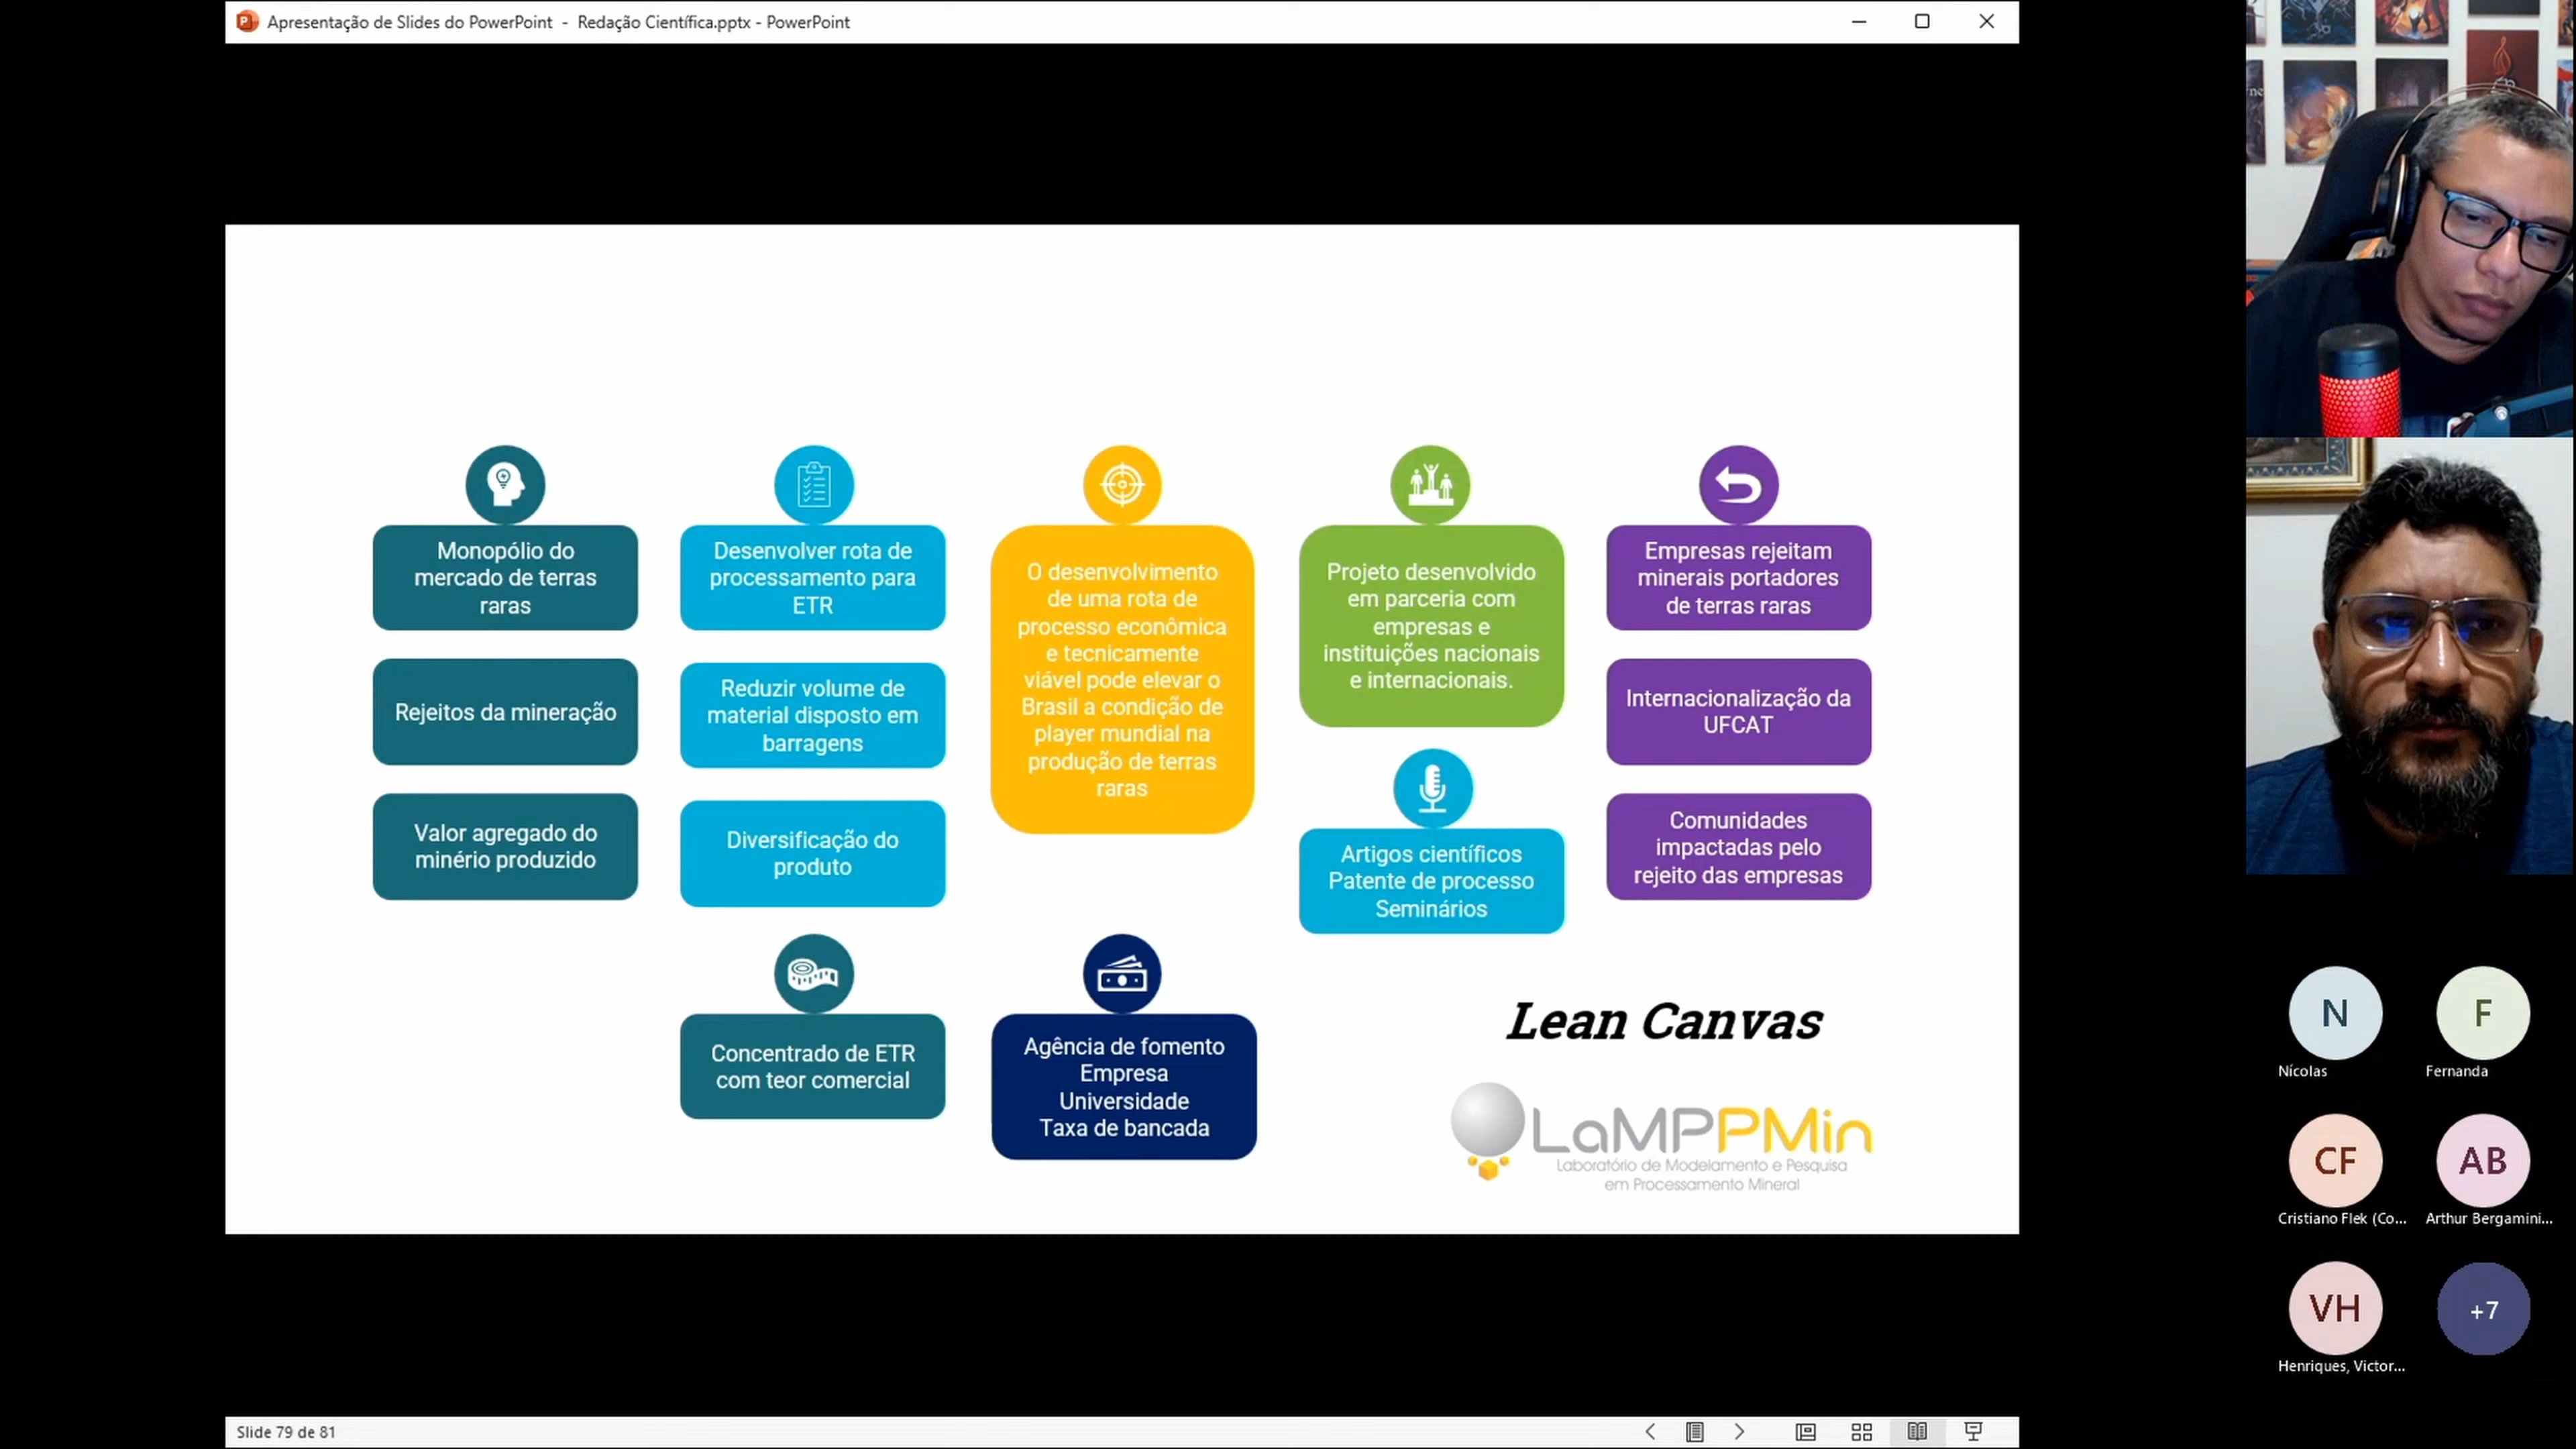 Apresentação de Slides do PowerPoint - Redação Científica.pptx - PowerPoint
Monopólio do
mercado de terras
raras
Rejeitos da mineração
Valor agregado do
minério produzido
Desenvolver rota de
processamento para
ETR
Reduzir volume de
material disposto em
barragens
Diversificação do
produto
Concentrado de ETR
com teor comercial
O desenvolvimento
de uma rota de
processo econômica
e tecnicamente
viável pode elevar o
Brasil a condição de
player mundial na
produção de terras
raras
Agência de fomento
Empresa
Universidade
Taxa de bancada
Projeto desenvolvido
em parceria com
empresas e
instituições nacionais
e internacionais.
Artigos científicos
Patente de processo
Seminários
Empresas rejeitam
minerais portadores
de terras raras
Internacionalização da
UFCAT
Comunidades
impactadas pelo
rejeito das empresas
Lean Canvas
LaMPPMin
Laboratório de Modelamento e Pesquisa
em Processamento Mineral
Slide 79 de 81
N
Nícolas
F
Fernanda
CF
Cristiano Flek (Co...
AB
Arthur Bergamini...
VH
Henriques, Victor...
+7